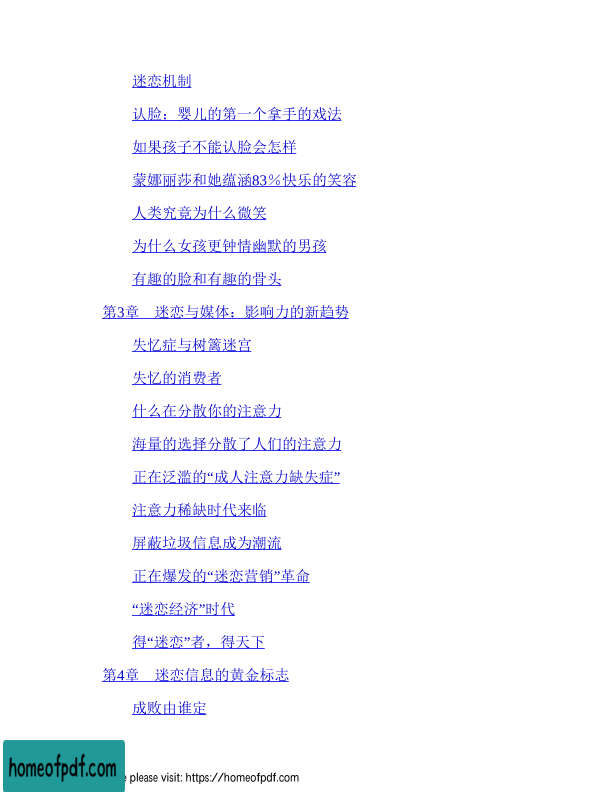 迷恋机制
认脸：婴儿的第一个拿手的戏法
如果孩子不能认脸会怎样
蒙娜丽莎和她蕴涵83%快乐的笑容
人类究竟为什么微笑
为什么女孩更钟情幽默的男孩
有趣的脸和有趣的骨头
第3章　迷恋与媒体：影响力的新趋势
失忆症与树篱迷宫
失忆的消费者
什么在分散你的注意力
海量的选择分散了人们的注意力
正在泛滥的“成人注意力缺失症”
注意力稀缺时代来临
屏蔽垃圾信息成为潮流
正在爆发的“迷恋营销”革命
“迷恋经济”时代
得“迷恋”者，得天下
第4章　迷恋信息的黄金标志
成败由谁定
homeofpdf.com
please visit: https://homeofpdf.com